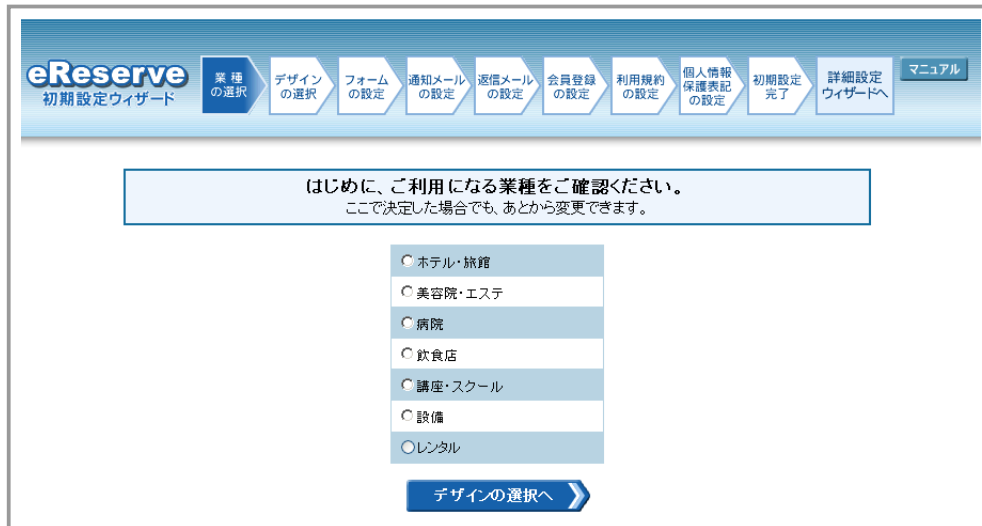 eReserve
初期設定ウィザード
業種
の選択
デザイン
の選択
フォーム
の設定
通知メール
の設定
返信メール
の設定
会員登録
の設定
利用規約
の設定
個人情報
保護表記
の設定
初期設定
完了
詳細設定
ウィザードへ
マニュアル
はじめに、ご利用になる業種をご確認ください。
ここで決定した場合でも、あとから変更できます。
ホテル・旅館
美容院・エステ
病院
飲食店
講座・スクール
設備
レンタル
デザインの選択へ